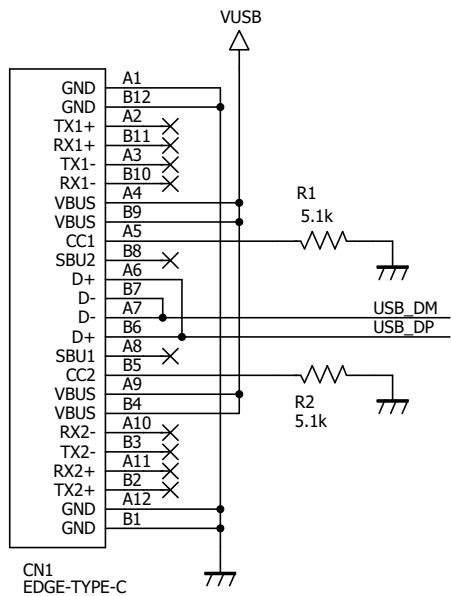 VUSB
GND A1
GND B12
TX1+ A2
RX1+ B11
TX1- A3
RX1- B10
VBUS A4
VBUS B9
CC1 A5
SBU2 B8
D+ A6
D- B7
D- A7
D+ B6
SBU1 A8
CC2 B5
VBUS A9
VBUS B4
RX2- A10
TX2- B3
RX2+ A11
TX2+ B2
GND A12
GND B1
R1
5.1k
USB_DM
USB_DP
R2
5.1k
CN1
EDGE-TYPE-C